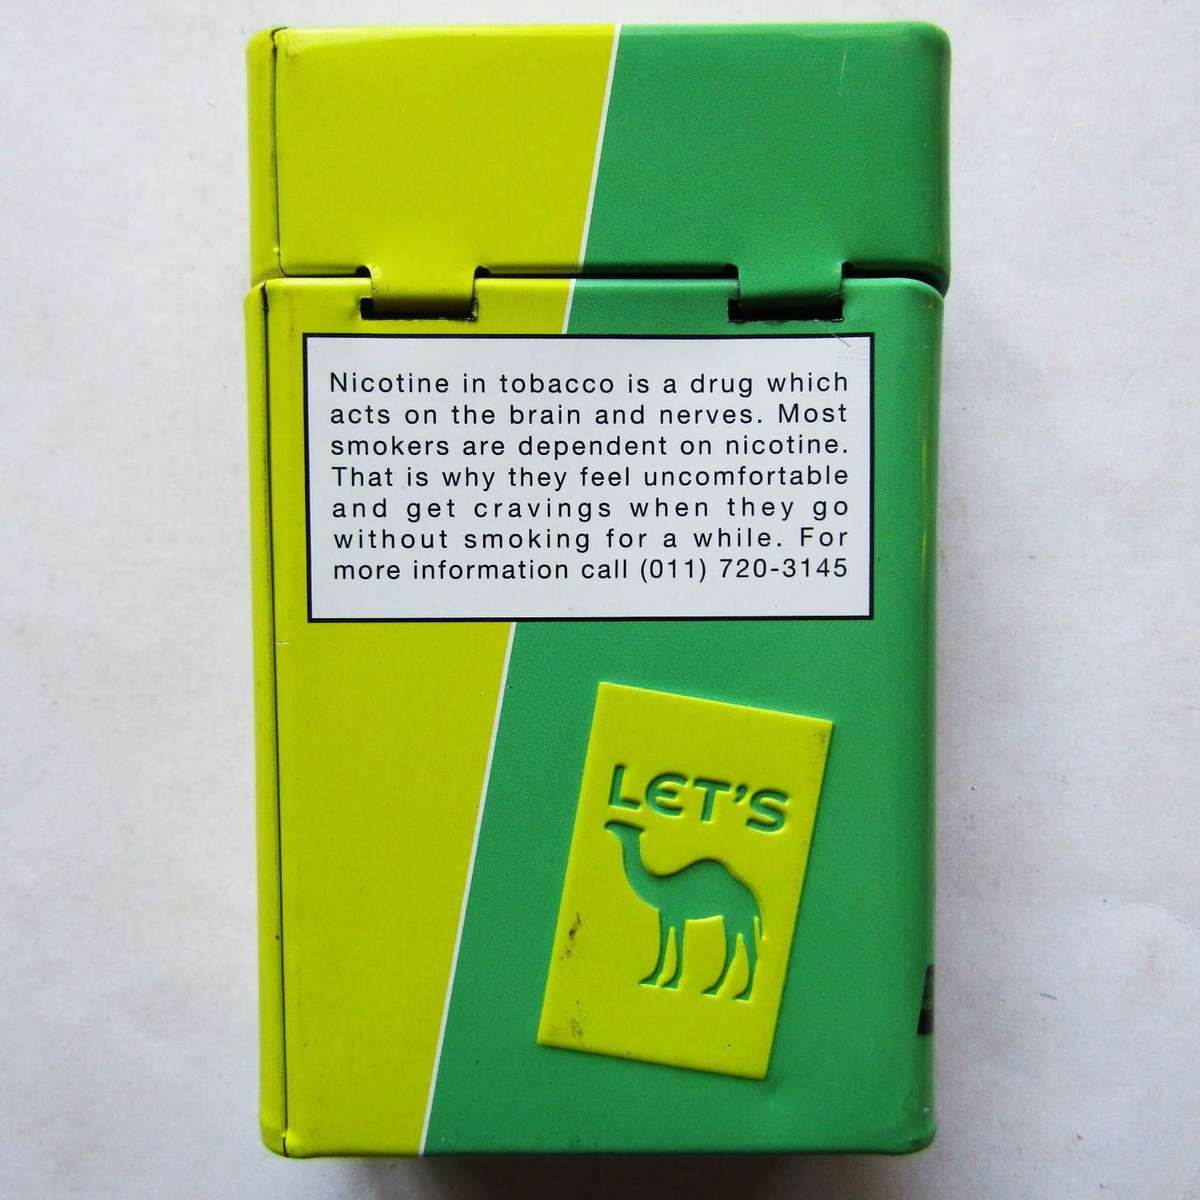 Nicotine in tobacco is a drug which
acts on the brain and nerves. Most
smokers are dependent on nicotine.
That is why they feel uncomfortable
and get cravings when they go
without smoking for a while. For
more information call (011) 720-3145
LET'S